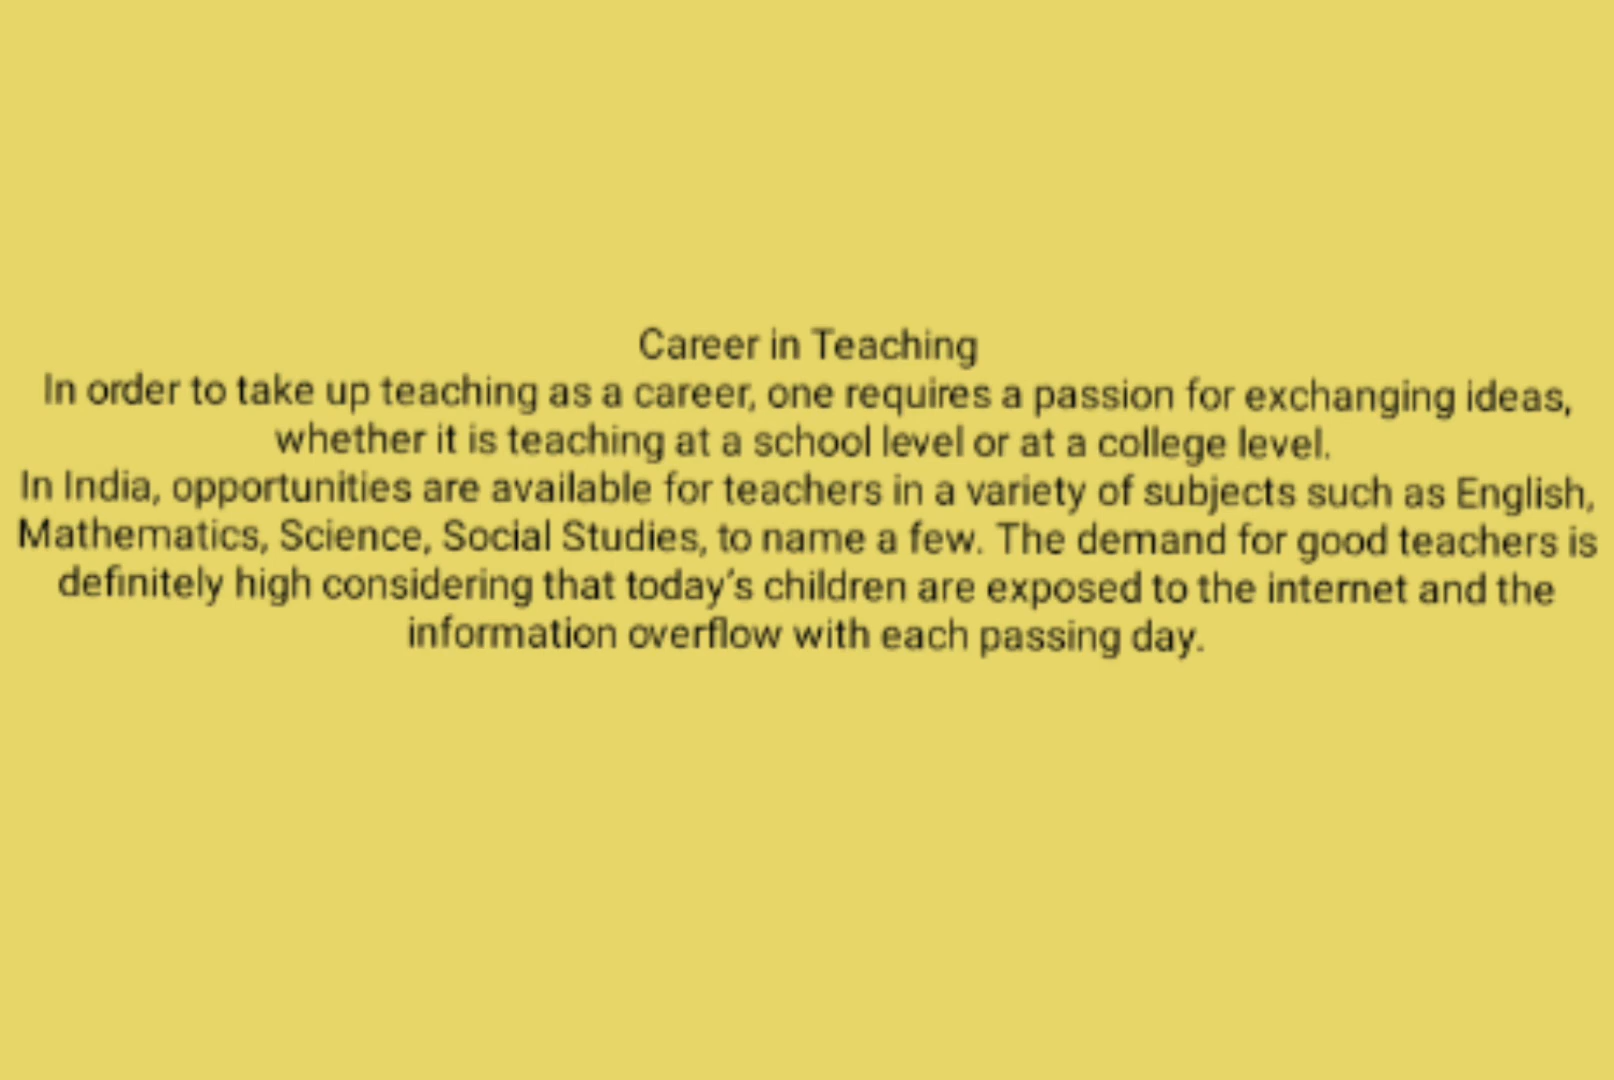 Career in Teaching
In order to take up teaching as a career, one requires a passion for exchanging ideas,
whether it is teaching at a school level or at a college level.
In India, opportunities are available for teachers in a variety of subjects such as English,
Mathematics, Science, Social Studies, to name a few. The demand for good teachers is
definitely high considering that today’s children are exposed to the internet and the
information overflow with each passing day.